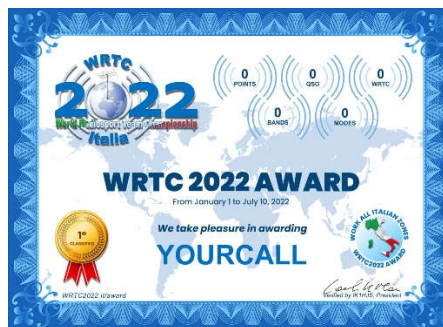 WRTC
2022
World Radiosport Team Championship
Italia
0
POINTS
0
QSO
0
WRTC
0
BANDS
0
MODES
WRTC 2022 AWARD
From January 1 to July 10, 2022
We take pleasure in awarding
YOURCALL
1°
CLASSIFIED
WORK ALL ITALIAN ZONES
WRTC2022 AWARD
WRTC2022.it/award
Verified by IK1HJS, President